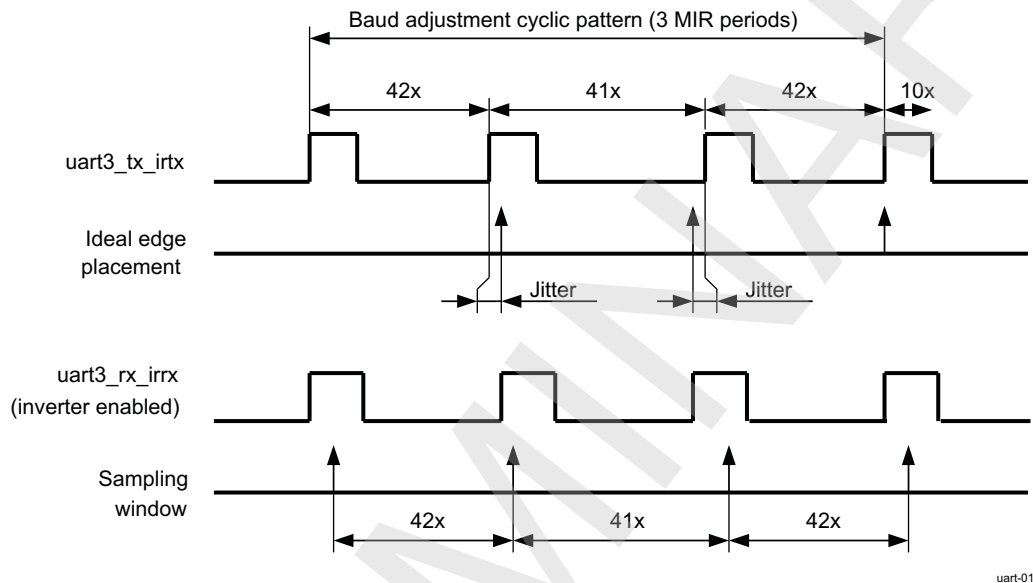 Baud adjustment cyclic pattern (3 MIR periods)
42x
41x
42x
10x
uart3_tx_irtx
Ideal edge
placement
Jitter
Jitter
uart3_rx_irrx
(inverter enabled)
Sampling
window
42x
41x
42x
uart-01